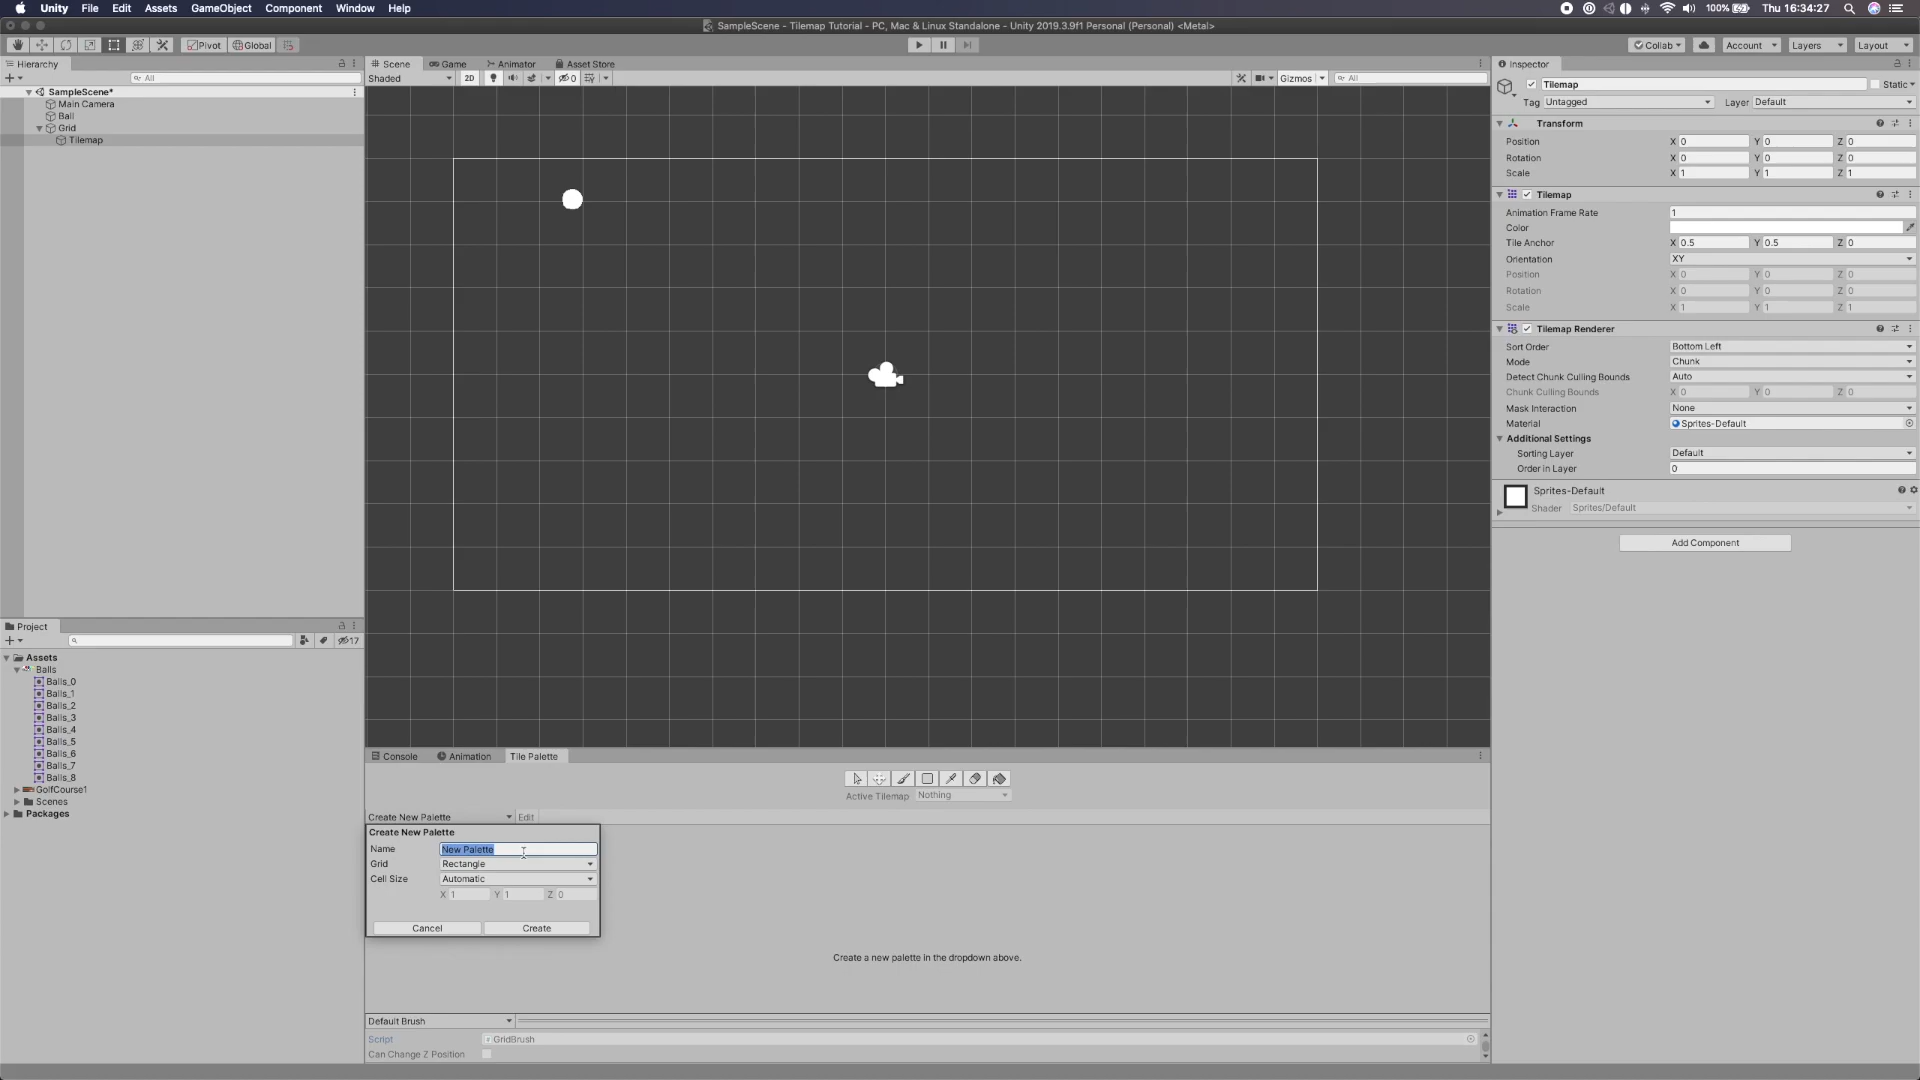 Unity File Edit Assets GameObject Component Window Help 100% Thu 16:34:27
SampleScene - Tilemap Tutorial - PC, Mac & Linux Standalone - Unity 2019.3.9f1 Personal (Personal) <Metal>
Pivot Global Collab Account Layers Layout
Hierarchy
All
SampleScene*
Main Camera
Ball
Grid
Tilemap
Project
17
Assets
Balls
Balls_0
Balls_1
Balls_2
Balls_3
Balls_4
Balls_5
Balls_6
Balls_7
Balls_8
GolfCourse1
Scenes
Packages
Scene Game Animator Asset Store
Shaded 2D 0 Gizmos All
Console Animation Tile Palette
Active Tilemap Nothing
Create New Palette Edit
Create New Palette
Name New Palette
Grid Rectangle
Cell Size Automatic
X 1 Y 1 Z 0
Cancel Create
Create a new palette in the dropdown above.
Default Brush
Script GridBrush
Can Change Z Position
Inspector
Tilemap Static
Tag Untagged Layer Default
Transform
Position X 0 Y 0 Z 0
Rotation X 0 Y 0 Z 0
Scale X 1 Y 1 Z 1
Tilemap
Animation Frame Rate 1
Color
Tile Anchor X 0.5 Y 0.5 Z 0
Orientation XY
Position X 0 Y 0 Z 0
Rotation X 0 Y 0 Z 0
Scale X 1 Y 1 Z 1
Tilemap Renderer
Sort Order Bottom Left
Mode Chunk
Detect Chunk Culling Bounds Auto
Chunk Culling Bounds X 0 Y 0 Z 0
Mask Interaction None
Material Sprites-Default
Additional Settings
Sorting Layer Default
Order in Layer 0
Sprites-Default
Shader Sprites/Default
Add Component